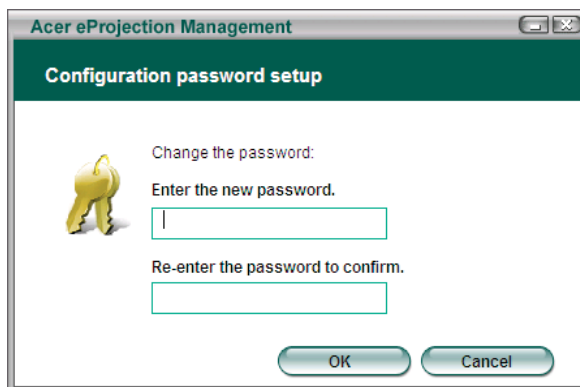 Acer eProjection Management
Configuration password setup
Change the password:
Enter the new password.
Re-enter the password to confirm.
OK
Cancel